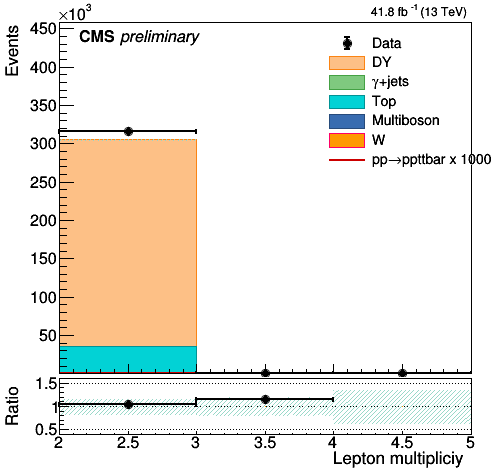 ×10³
41.8 fb⁻¹ (13 TeV)
CMS preliminary
Events
450
400
350
300
250
200
150
100
50
Data
DY
γ+jets
Top
Multiboson
W
pp→ppttbar x 1000
Ratio
1.5
1
0.5
2 2.5 3 3.5 4 4.5 5
Lepton multipliciy